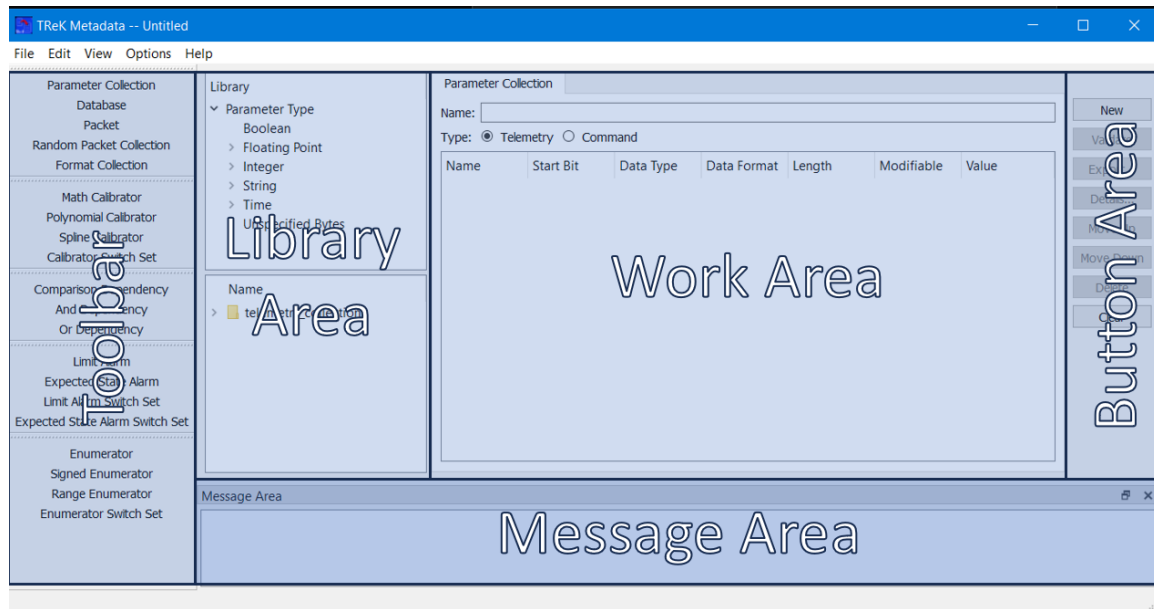 TReK Metadata -- Untitled
File Edit View Options Help
Parameter Collection
Database
Packet
Random Packet Collection
Format Collection
Math Calibrator
Polynomial Calibrator
Spline Calibrator
Calibrator Switch Set
Comparison Dependency
And Dependency
Or Dependency
Limit Alarm
Expected State Alarm
Limit Alarm Switch Set
Expected State Alarm Switch Set
Enumerator
Signed Enumerator
Range Enumerator
Enumerator Switch Set
Toolbar
Library
Parameter Type
Boolean
Floating Point
Integer
String
Time
Unspecified Bytes
Name
telemetry_collection
Library
Area
Parameter Collection
Name:
Type: Telemetry Command
Name Start Bit Data Type Data Format Length Modifiable Value
Work Area
New
Details...
Move Down
Delete
Clear
Button Area
Message Area
Message Area